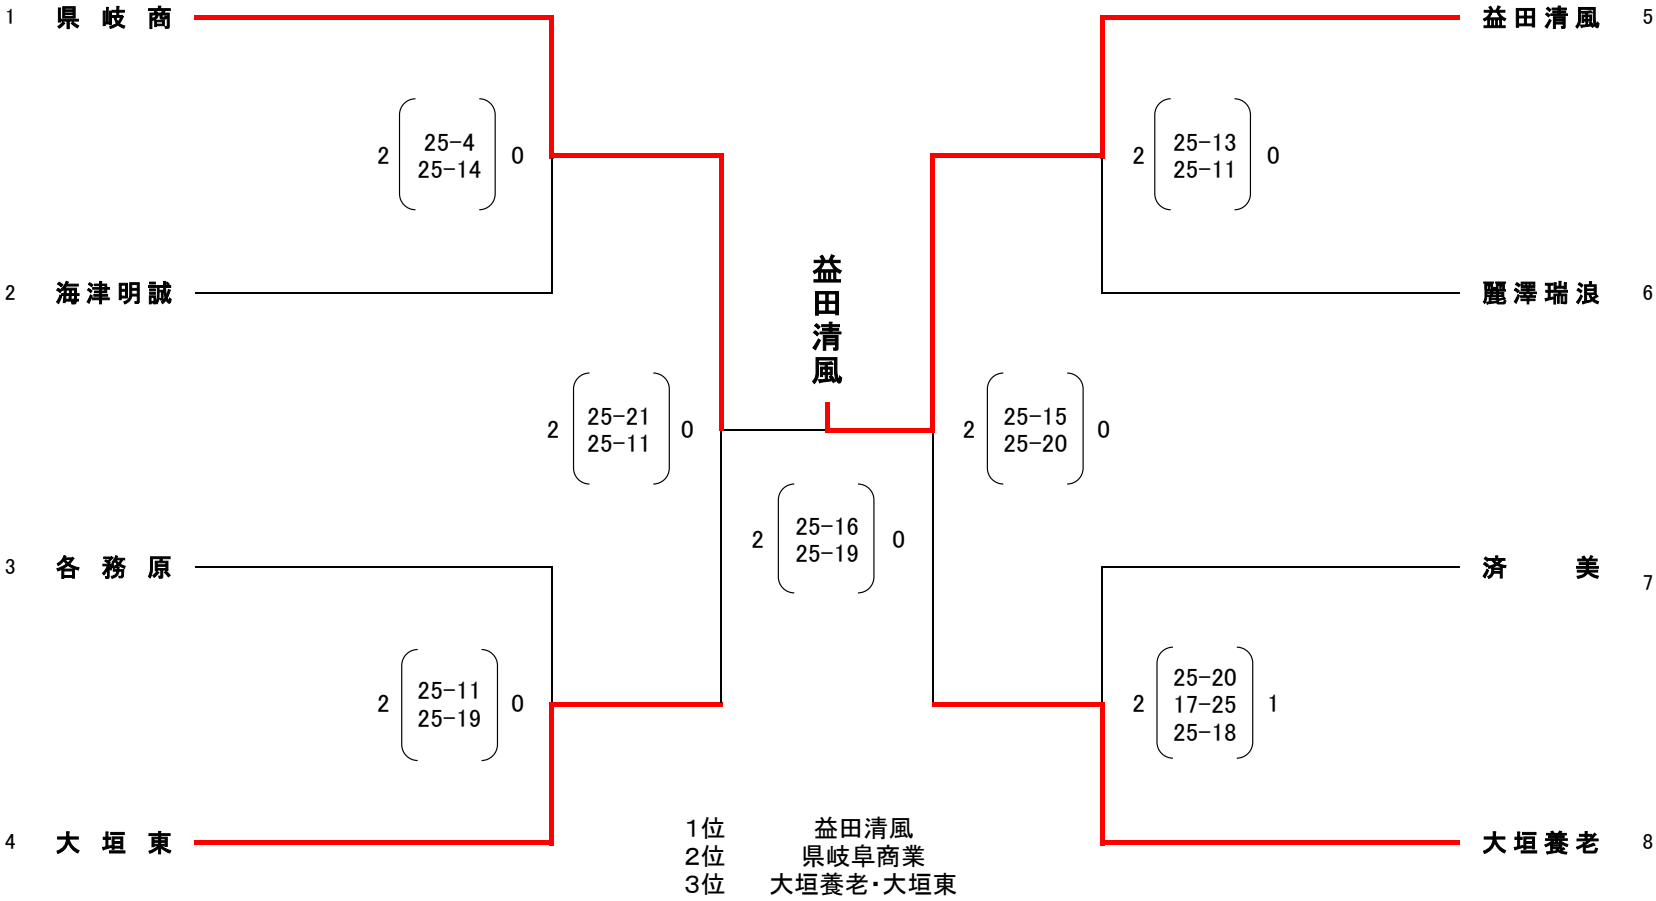 1 県岐商
益田清風 5
2 25-4 0
25-14
2 25-13 0
25-11
2 海津明誠
益田清風
麗澤瑞浪 6
2 25-21 0
25-11
2 25-15 0
25-20
2 25-16 0
25-19
3 各務原
済美 7
2 25-11 0
25-19
2 25-20 1
17-25
25-18
4 大垣東
大垣養老 8
1位 益田清風
2位 県岐阜商業
3位 大垣養老・大垣東